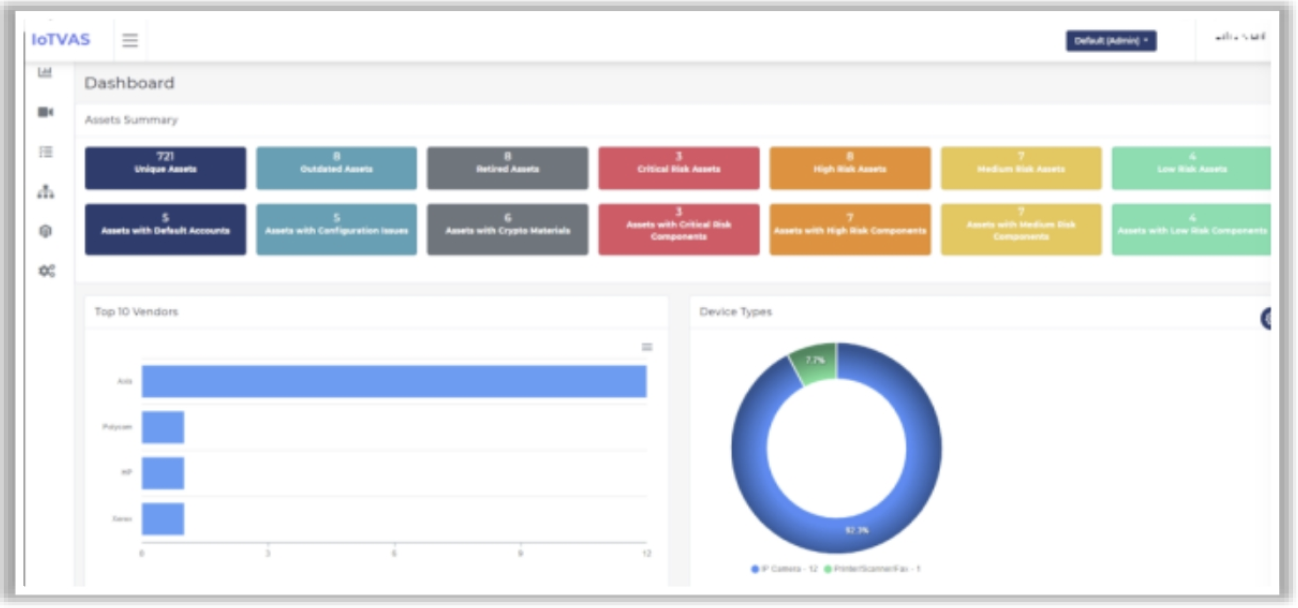 IoTVAS
Default (Admin)
Dashboard
Assets Summary
721
Unique Assets
8
Outdated Assets
8
Retired Assets
3
Critical Risk Assets
8
High Risk Assets
7
Medium Risk Assets
4
Low Risk Assets
5
Assets with Default Accounts
5
Assets with Configuration Issues
6
Assets with Crypto Materials
3
Assets with Critical Risk
Components
7
Assets with High Risk Components
7
Assets with Medium Risk
Components
4
Assets with Low Risk Components
Top 10 Vendors
Axis
Polycom
HP
Xerox
0 3 6 9 12
Device Types
7.7%
92.3%
IP Camera - 12 Printer/Scanner/Fax - 1